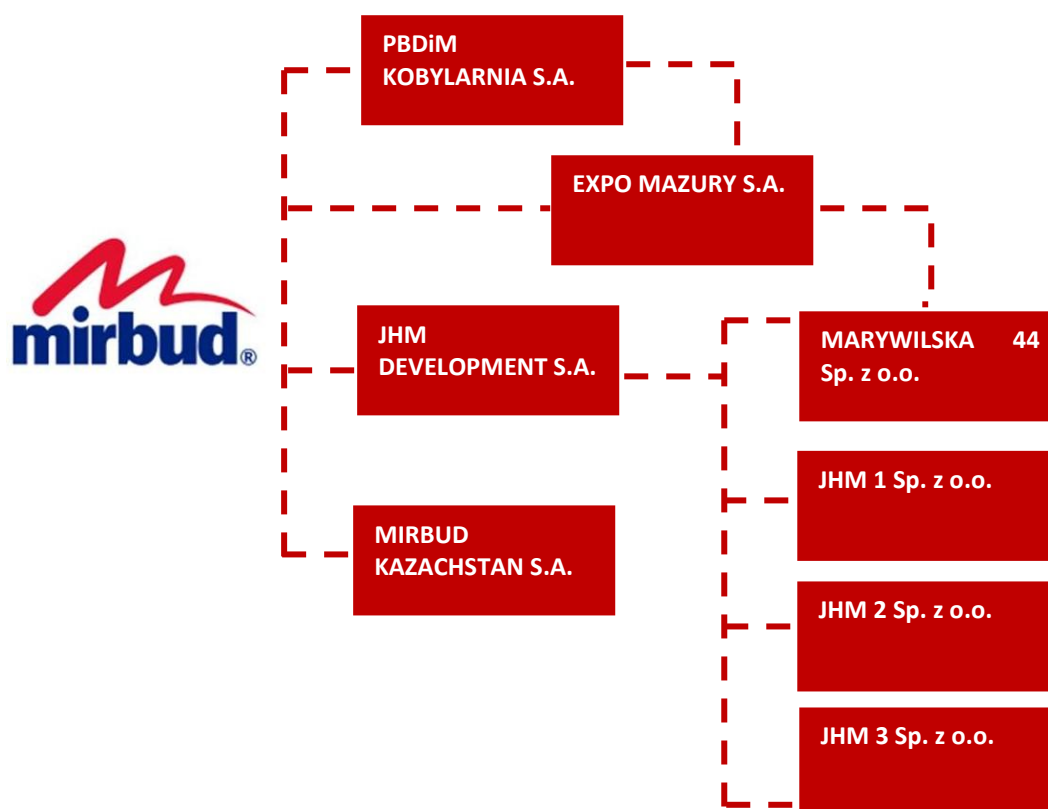 PBDiM
KOBYLARNIA S.A.
EXPO MAZURY S.A.
mirbud®
JHM
DEVELOPMENT S.A.
MARYWILSKA 44
Sp. z o.o.
JHM 1 Sp. z o.o.
MIRBUD
KAZACHSTAN S.A.
JHM 2 Sp. z o.o.
JHM 3 Sp. z o.o.